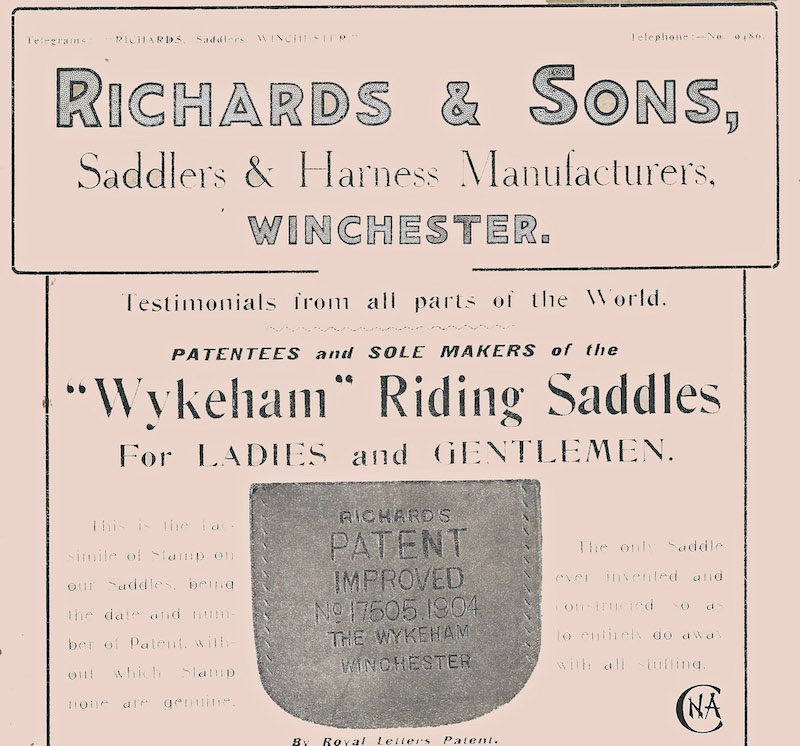 Telegrams: "RICHARDS, Saddlers, WINCHESTER"
Telephone:—No. 0486.
RICHARDS & SONS,
Saddlers & Harness Manufacturers,
WINCHESTER.
Testimonials from all parts of the World.
PATENTEES and SOLE MAKERS of the
"Wykeham" Riding Saddles
For LADIES and GENTLEMEN.
This is the Fac-
simile of Stamp on
our Saddles, being
the date and num-
ber of Patent, with-
out which Stamp
none are genuine.
RICHARDS
PATENT
IMPROVED
No 17505.1904
THE WYKEHAM
WINCHESTER
The only Saddle
ever invented and
constructed so as
to entirely do away
with all stuffing.
By Royal Letters Patent.
CNA